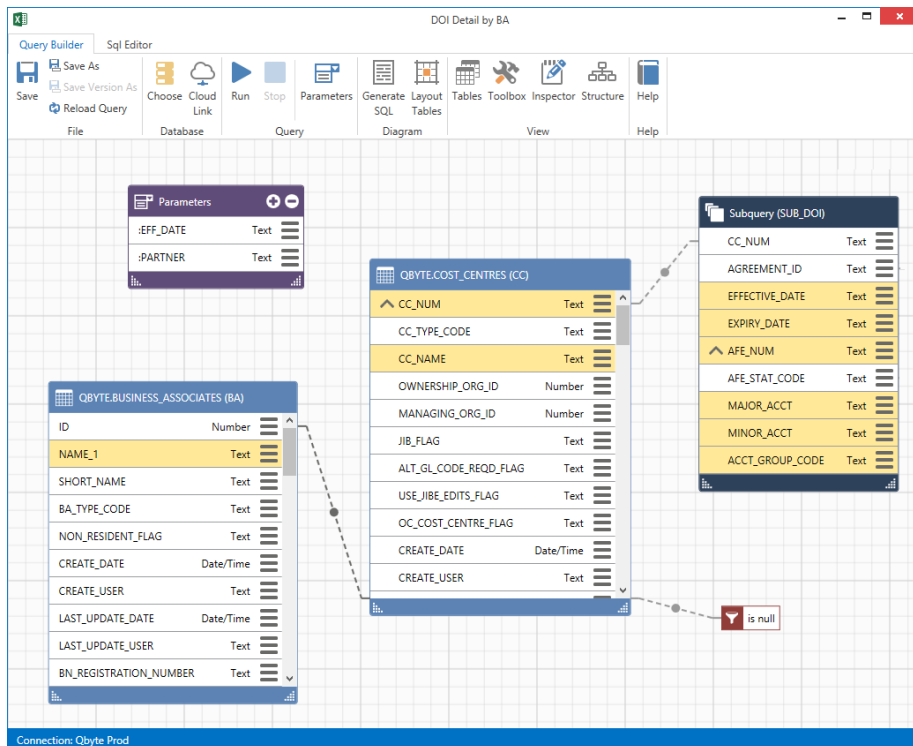 DOI Detail by BA
Query Builder
Sql Editor
Save
Save As
Save Version As
Reload Query
File
Choose
Cloud Link
Database
Run
Stop
Parameters
Query
Generate SQL
Layout Tables
Diagram
Tables
Toolbox
Inspector
Structure
View
Help
Help
Parameters
:EFF_DATE Text
:PARTNER Text
QBYTE.BUSINESS_ASSOCIATES (BA)
ID Number
NAME_1 Text
SHORT_NAME Text
BA_TYPE_CODE Text
NON_RESIDENT_FLAG Text
CREATE_DATE Date/Time
CREATE_USER Text
LAST_UPDATE_DATE Date/Time
LAST_UPDATE_USER Text
BN_REGISTRATION_NUMBER Text
QBYTE.COST_CENTRES (CC)
CC_NUM Text
CC_TYPE_CODE Text
CC_NAME Text
OWNERSHIP_ORG_ID Number
MANAGING_ORG_ID Number
JIB_FLAG Text
ALT_GL_CODE_REQD_FLAG Text
USE_JIBE_EDITS_FLAG Text
OC_COST_CENTRE_FLAG Text
CREATE_DATE Date/Time
CREATE_USER Text
Subquery (SUB_DOI)
CC_NUM Text
AGREEMENT_ID Text
EFFECTIVE_DATE Text
EXPIRY_DATE Text
AFE_NUM Text
AFE_STAT_CODE Text
MAJOR_ACCT Text
MINOR_ACCT Text
ACCT_GROUP_CODE Text
is null
Connection: Qbyte Prod